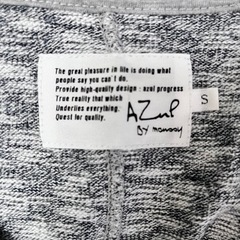 The great pleasure in life is doing what
people say you can't do.
Provide high-quality design : azul progress
True reality that which
Underlies everything.
Quest for quality.
AZUL
BY moussy
S